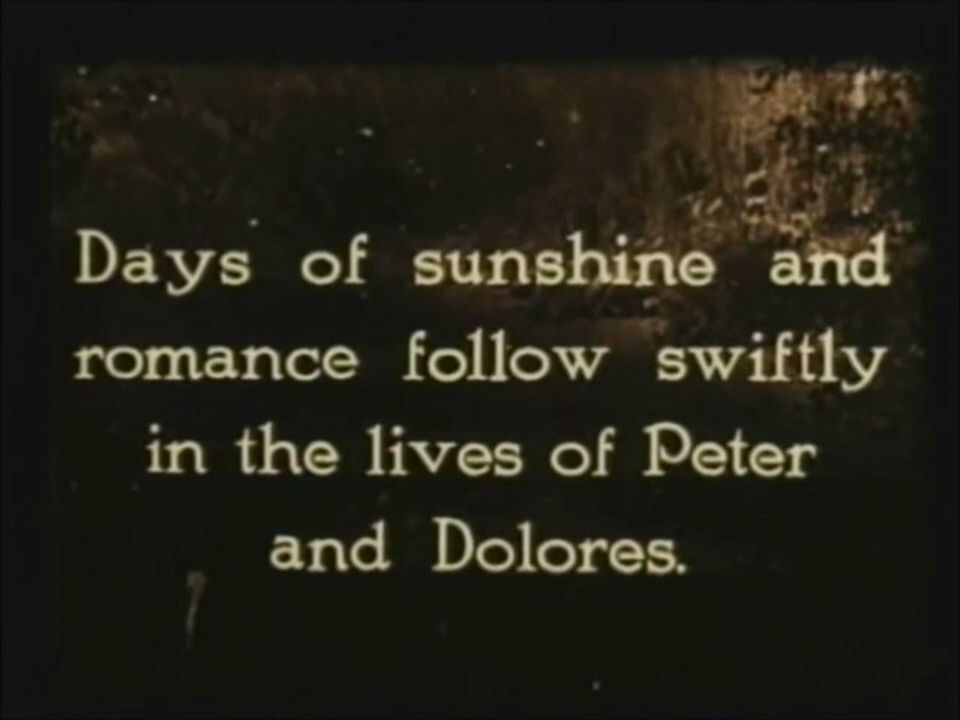 Days of sunshine and
romance follow swiftly
in the lives of Peter
and Dolores.